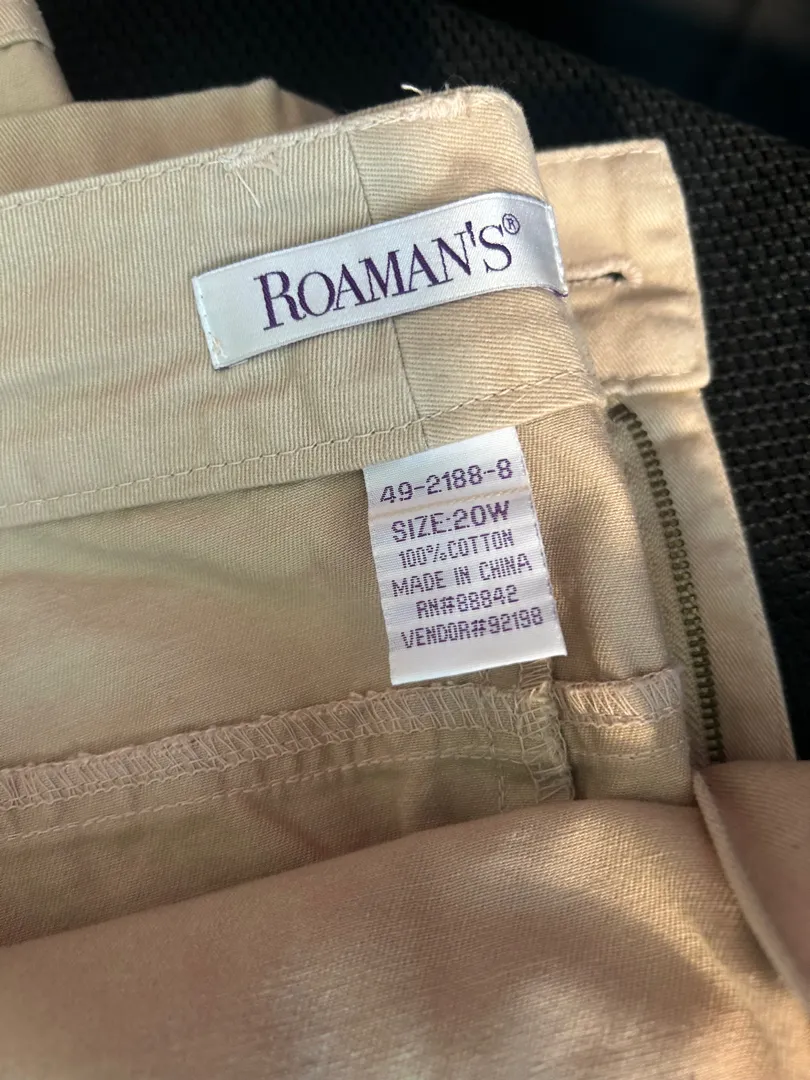 ROAMAN'S®
49-2188-8
SIZE:20W
100%COTTON
MADE IN CHINA
RN#88842
VENDOR#92198